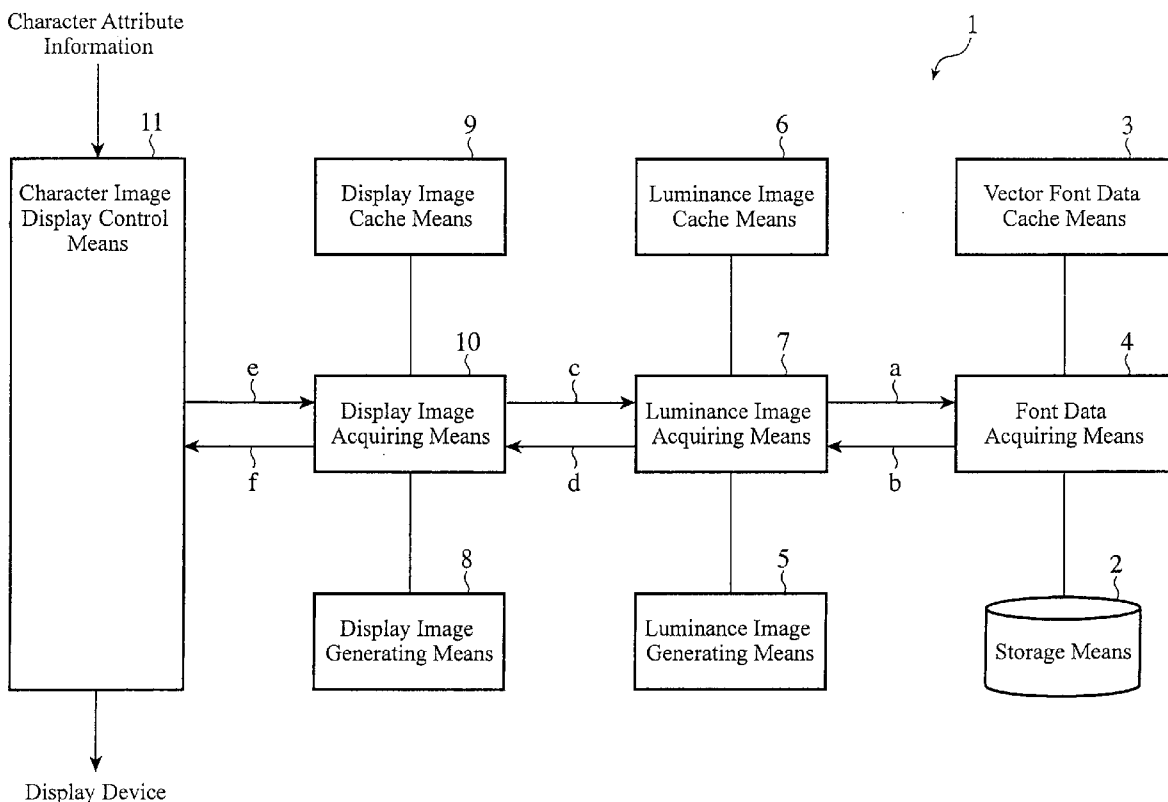 Character Attribute
Information
1
11
9
6
3
Character Image
Display Control
Means
Display Image
Cache Means
Luminance Image
Cache Means
Vector Font Data
Cache Means
10
7
4
e
c
a
Display Image
Acquiring Means
Luminance Image
Acquiring Means
Font Data
Acquiring Means
f
d
b
8
5
2
Display Image
Generating Means
Luminance Image
Generating Means
Storage Means
Display Device